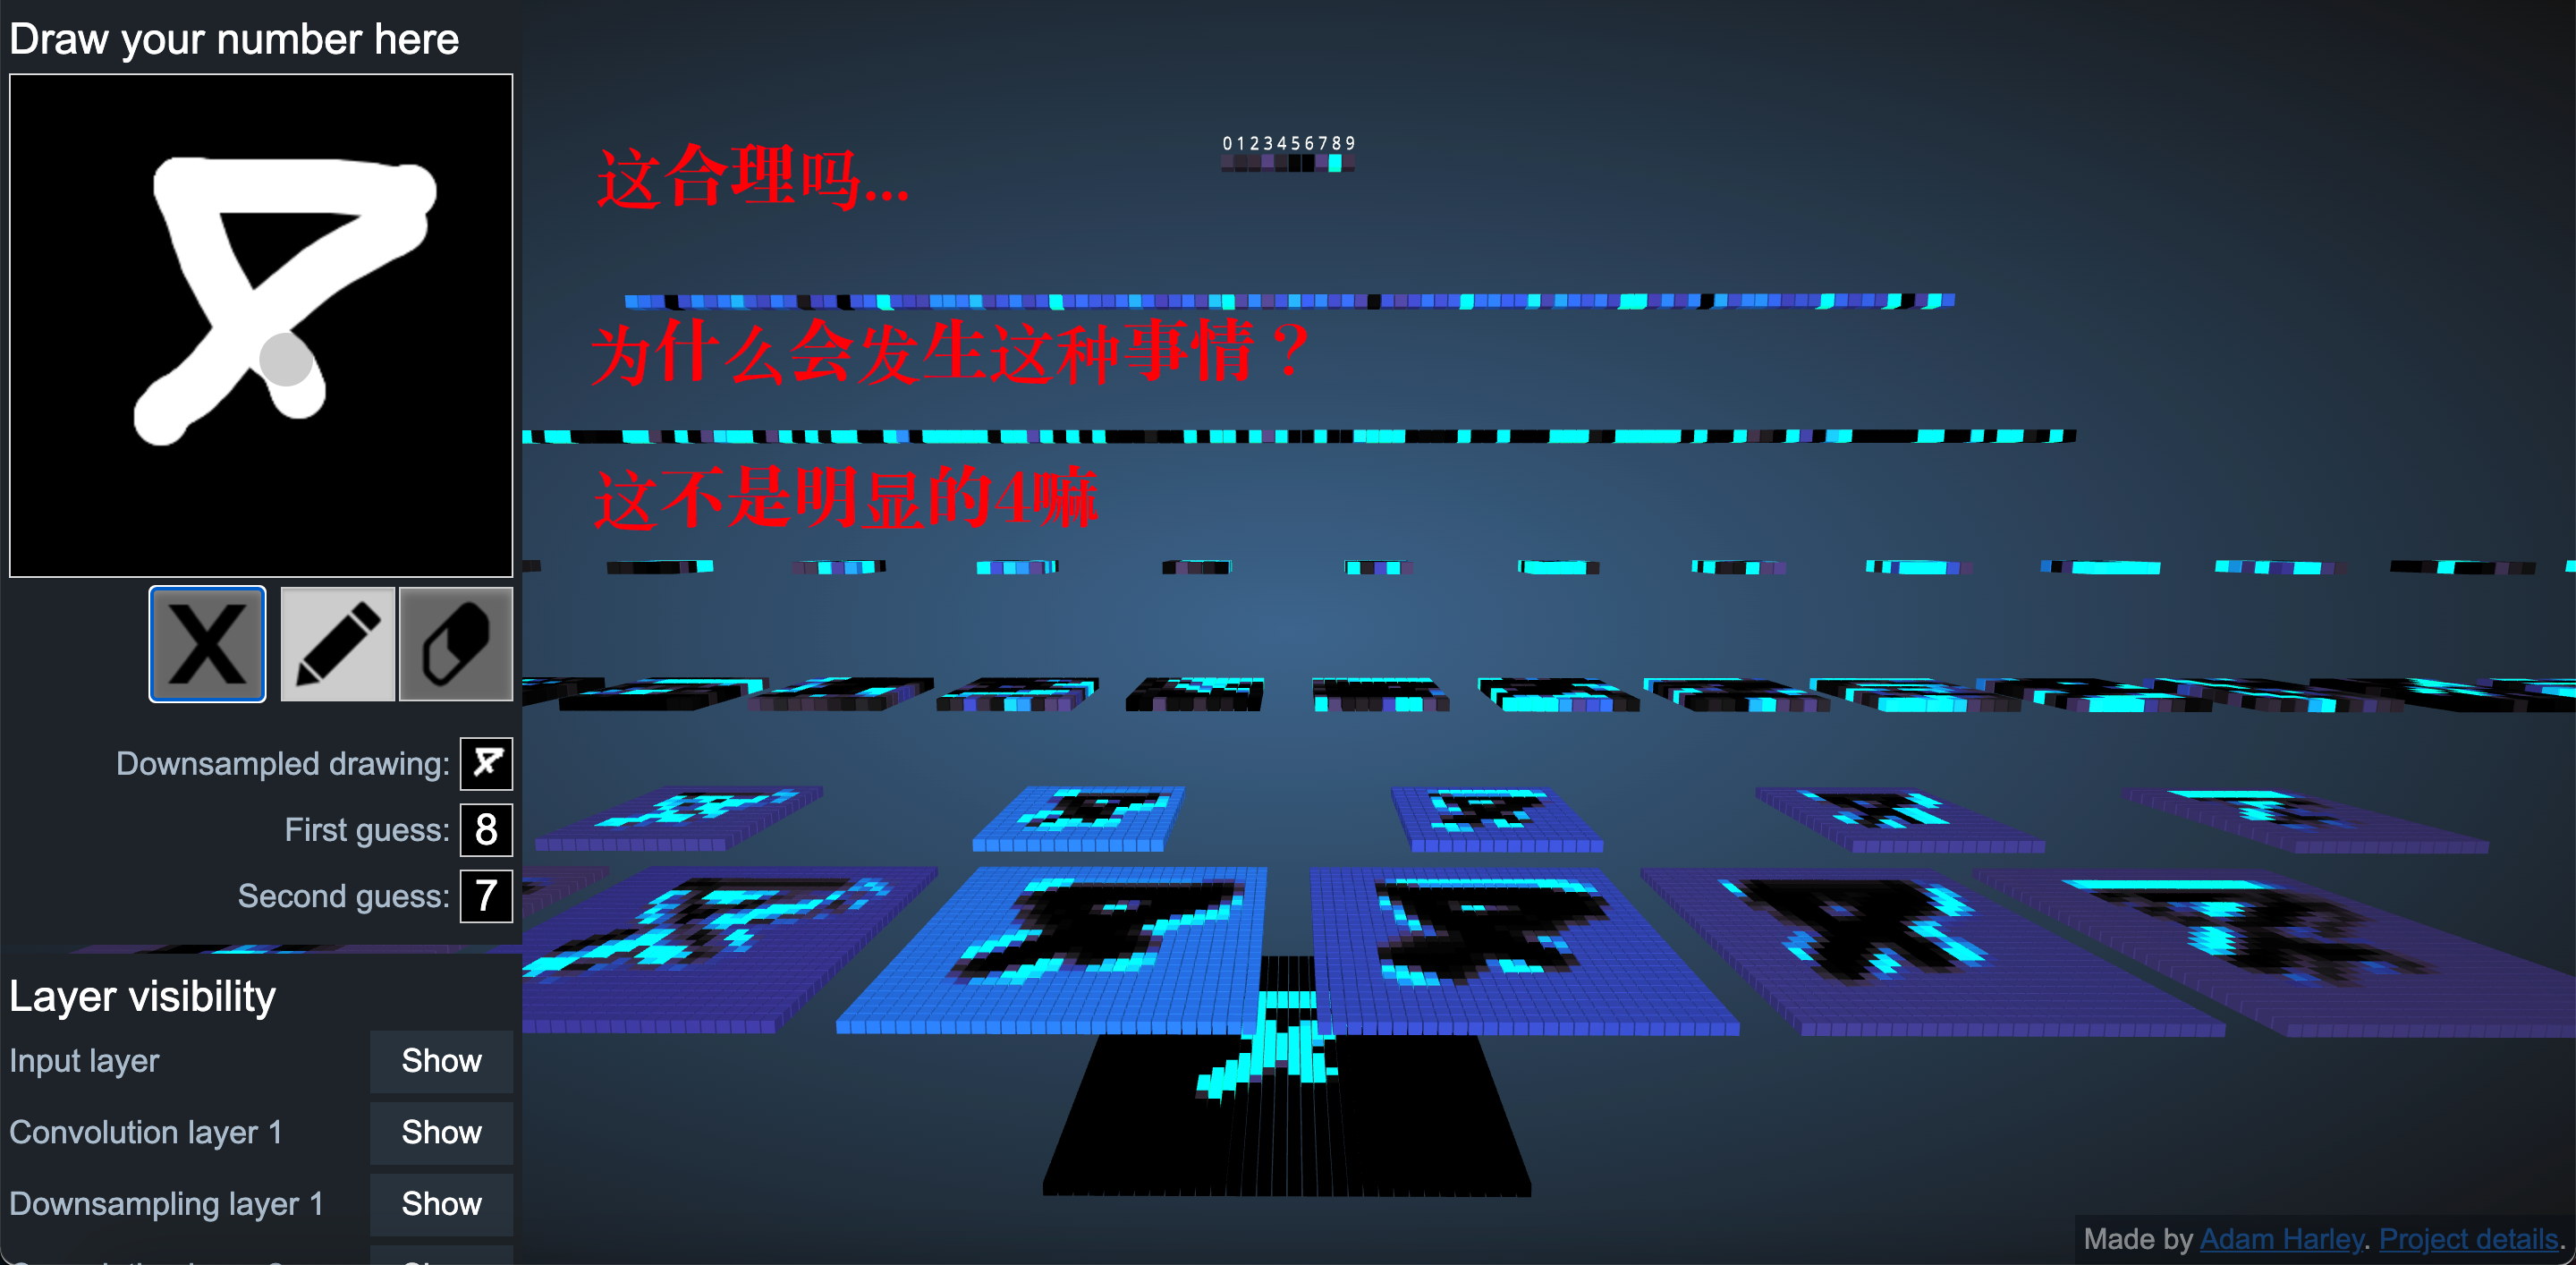 Draw your number here
0 1 2 3 4 5 6 7 8 9
这合理吗...
为什么会发生这种事情？
这不是明显的4嘛
X
Downsampled drawing:
First guess: 8
Second guess: 7
Layer visibility
Input layer Show
Convolution layer 1 Show
Downsampling layer 1 Show
Made by Adam Harley. Project details.